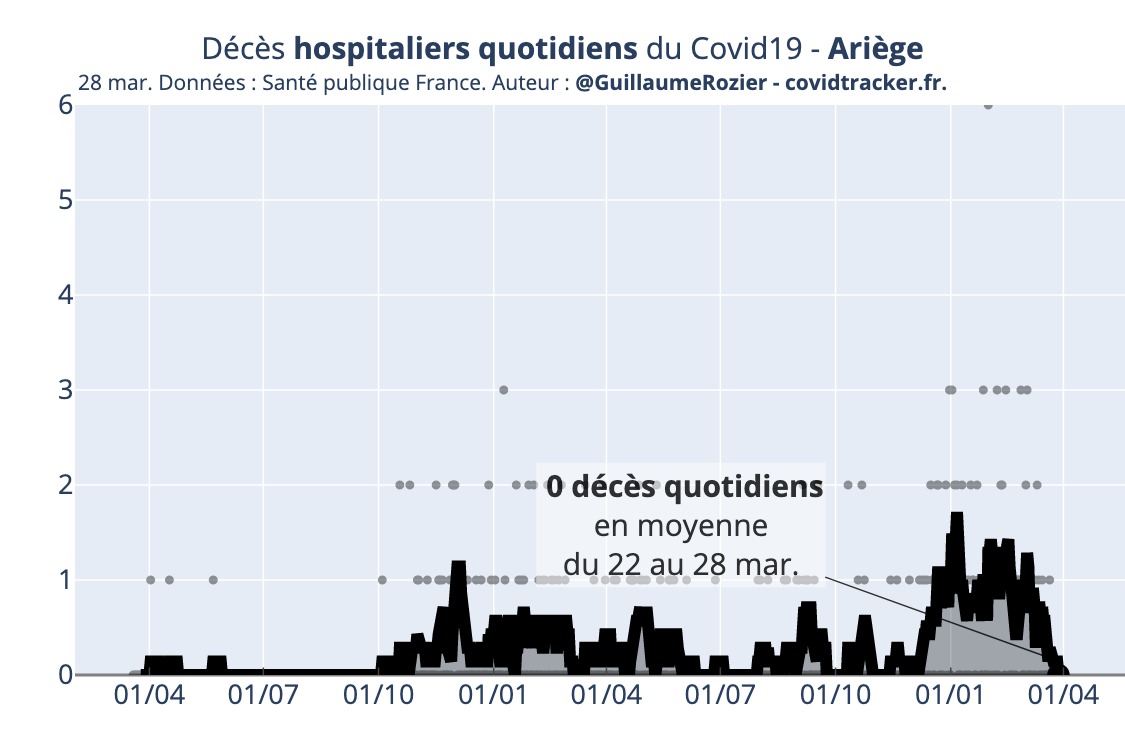 Décès hospitaliers quotidiens du Covid19 - Ariège
28 mar. Données : Santé publique France. Auteur : @GuillaumeRozier - covidtracker.fr.
6
5
4
3
2
1
0
0 décès quotidiens
en moyenne
du 22 au 28 mar.
01/04 01/07 01/10 01/01 01/04 01/07 01/10 01/01 01/04